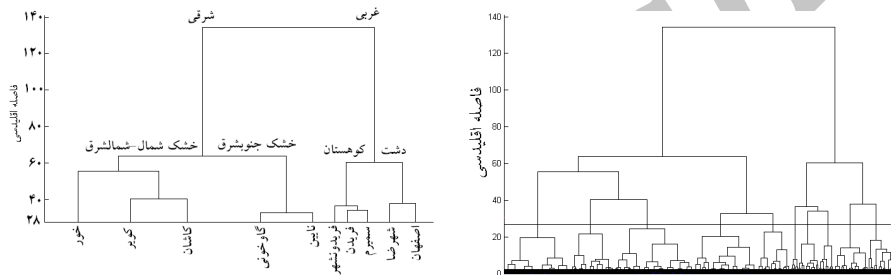 غربی
شرقی
۱۴۰
۱۲۰
۱۰۰
۸۰
۶۰
۴۰
۲۸
فاصله اقلیدسی
خشک شمال-شمالشرق
خشک جنوبشرق
کوهستان
دشت
خور
کویر
کاشان
گاوخونی
نایین
فریدونشهر
فریدن
سمیرم
شهرضا
اصفهان
140
120
100
80
60
40
20
0
فاصله اقلیدسی